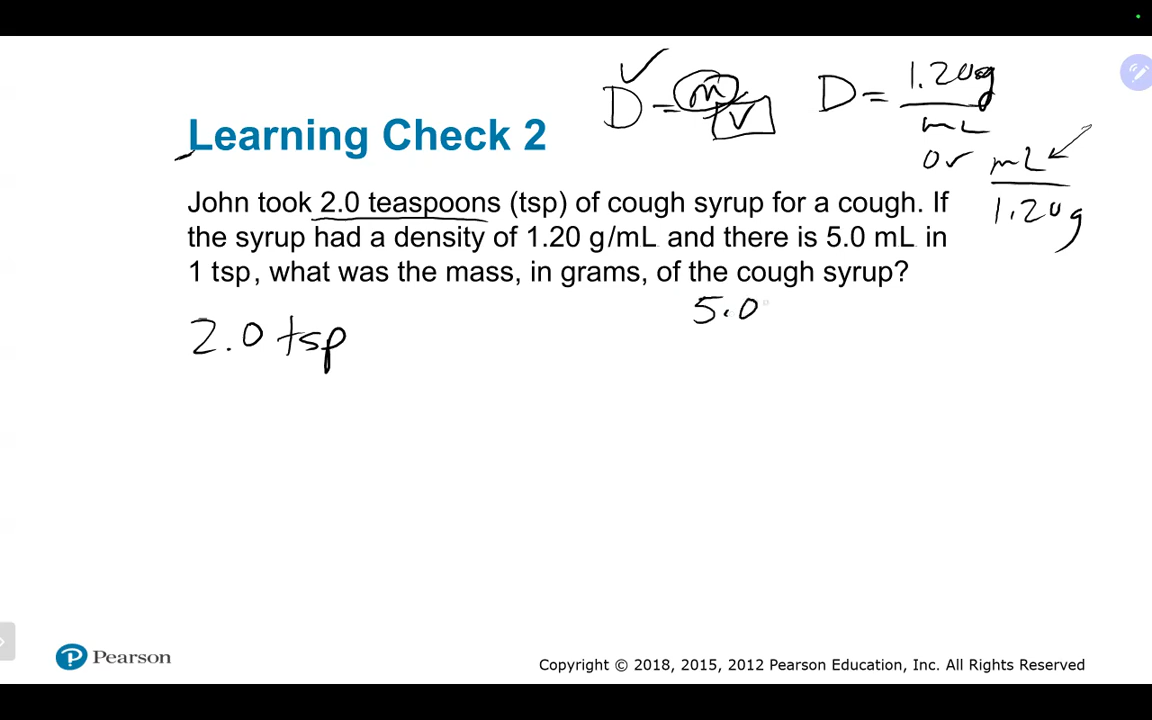 D = m/V
D = 1.20g/mL
or mL/1.20g
Learning Check 2
John took 2.0 teaspoons (tsp) of cough syrup for a cough. If
the syrup had a density of 1.20 g/mL and there is 5.0 mL in
1 tsp, what was the mass, in grams, of the cough syrup?
5.0
2.0 tsp
Pearson
Copyright © 2018, 2015, 2012 Pearson Education, Inc. All Rights Reserved